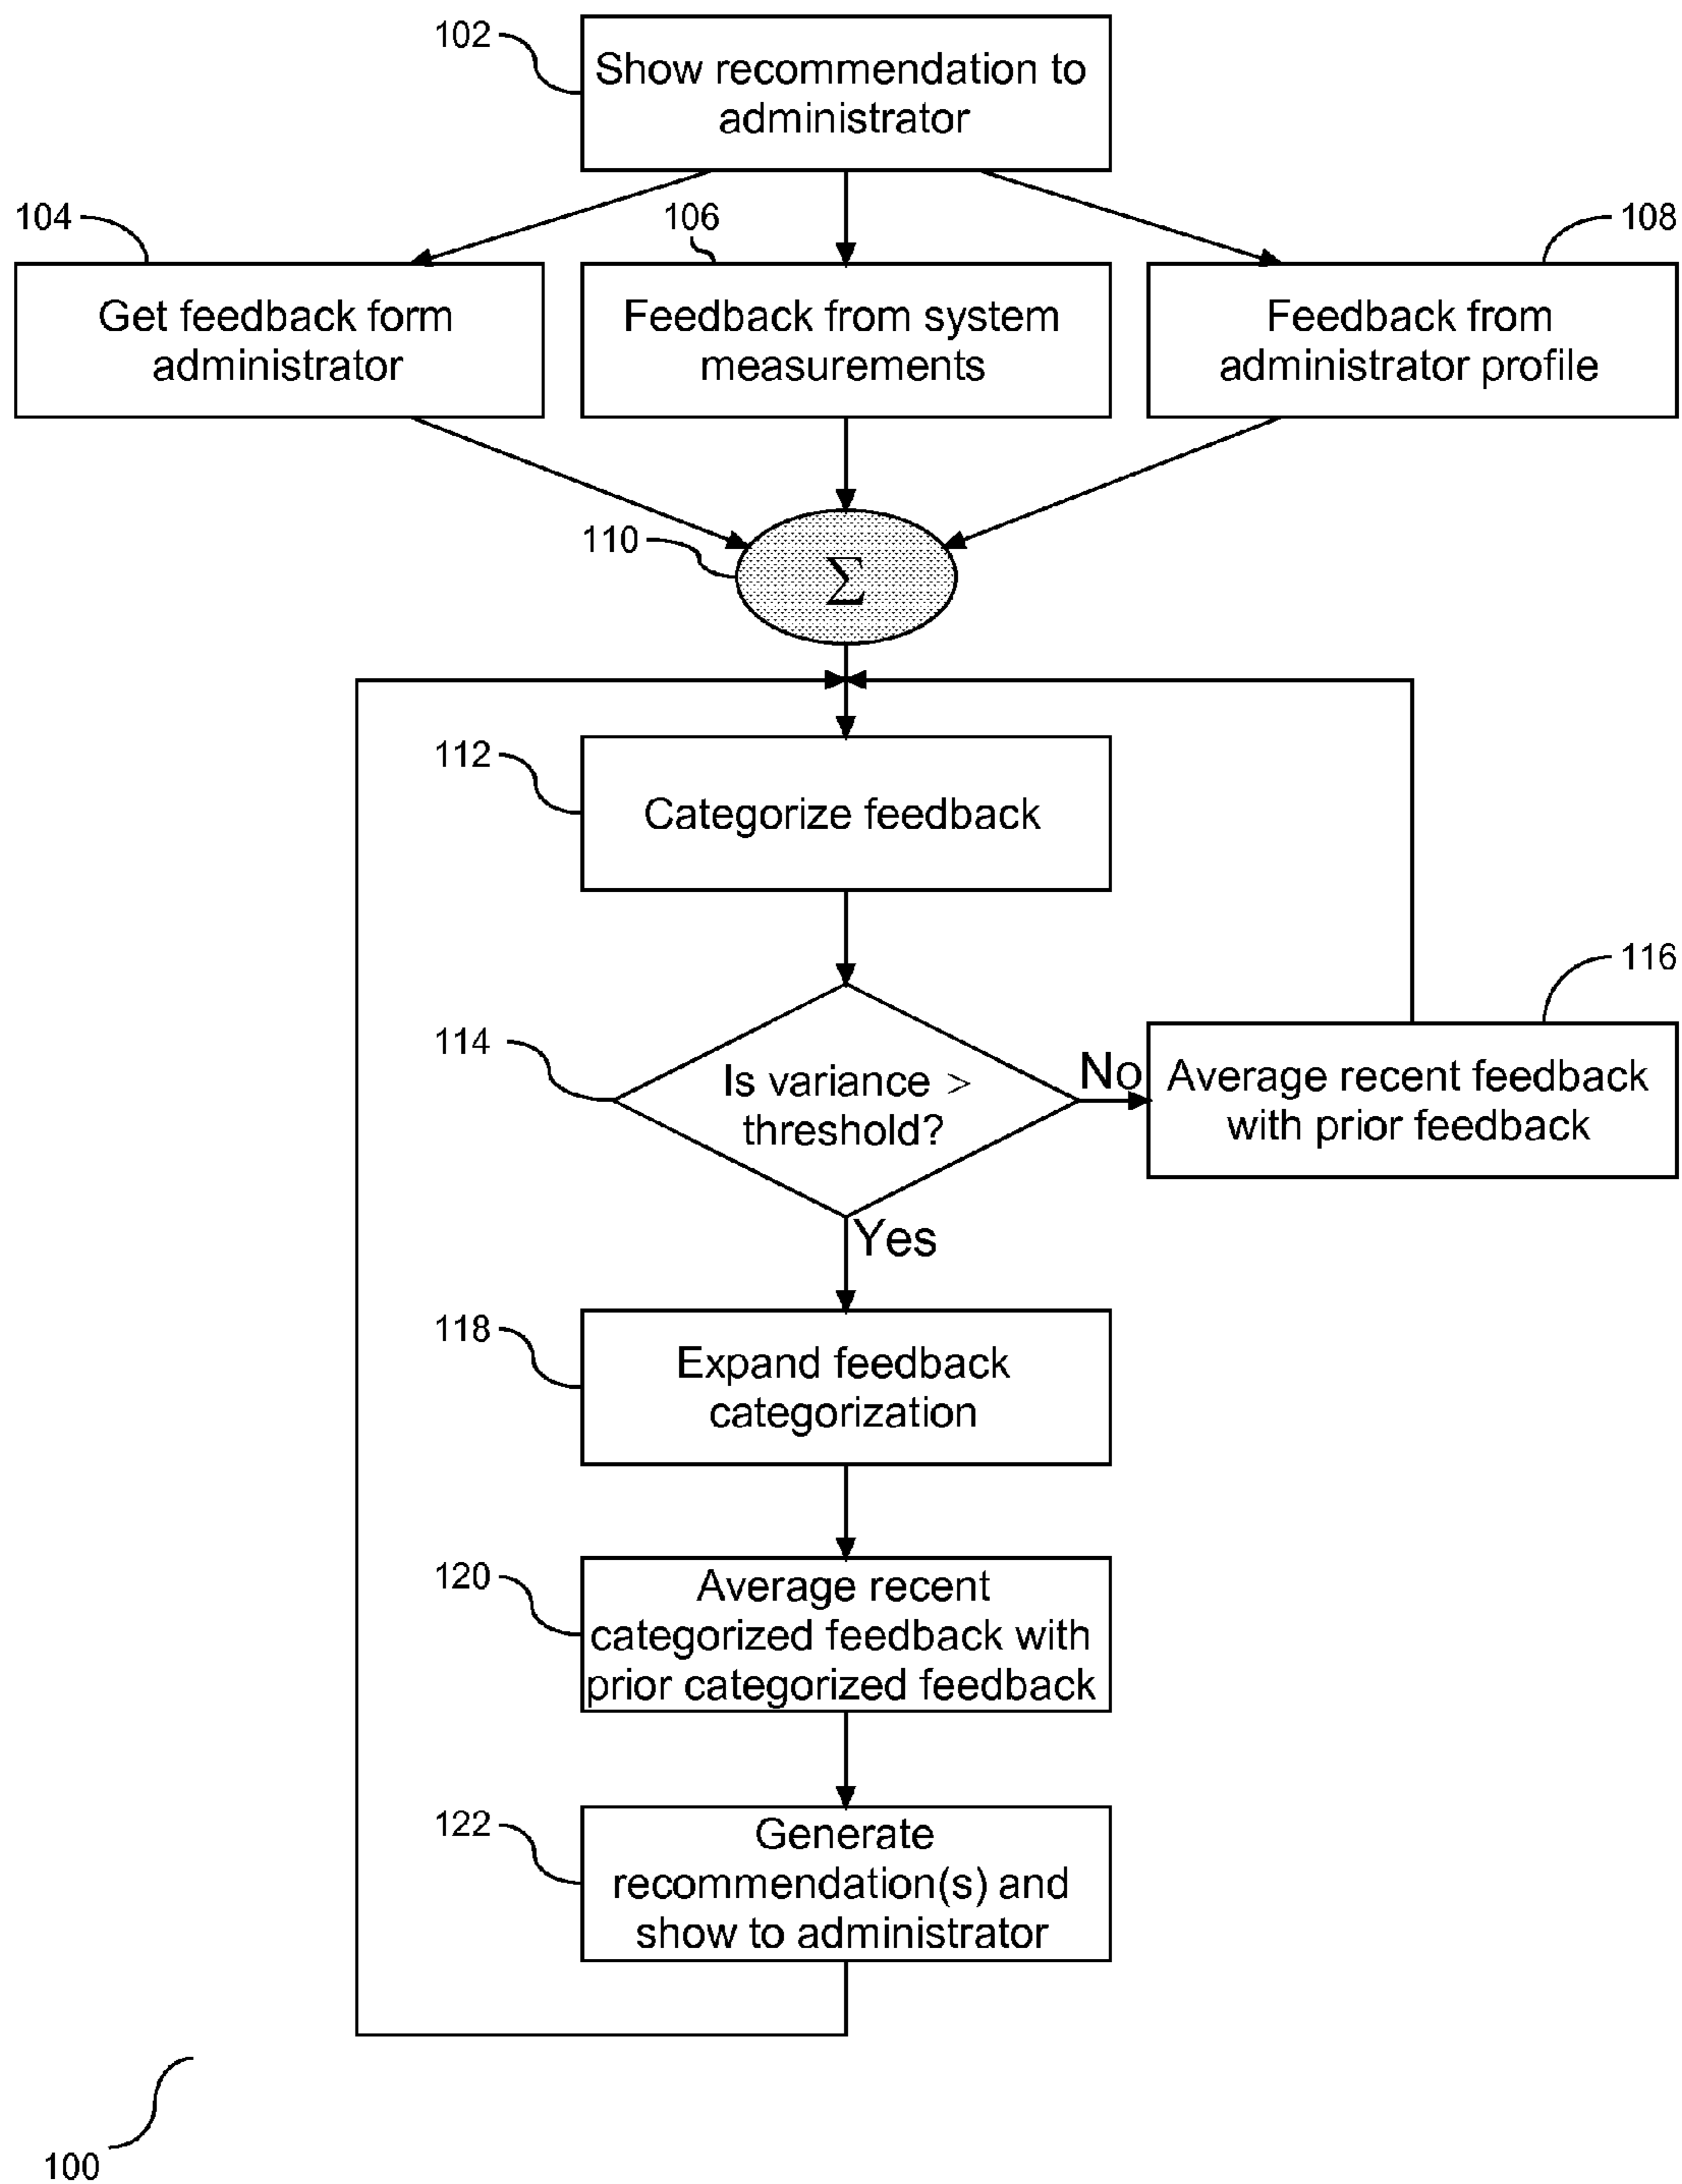 102
Show recommendation to
administrator
104
106
108
Get feedback form
administrator
Feedback from system
measurements
Feedback from
administrator profile
110
Σ
112
Categorize feedback
114
Is variance >
threshold?
No
116
Average recent feedback
with prior feedback
Yes
118
Expand feedback
categorization
120
Average recent
categorized feedback with
prior categorized feedback
122
Generate
recommendation(s) and
show to administrator
100